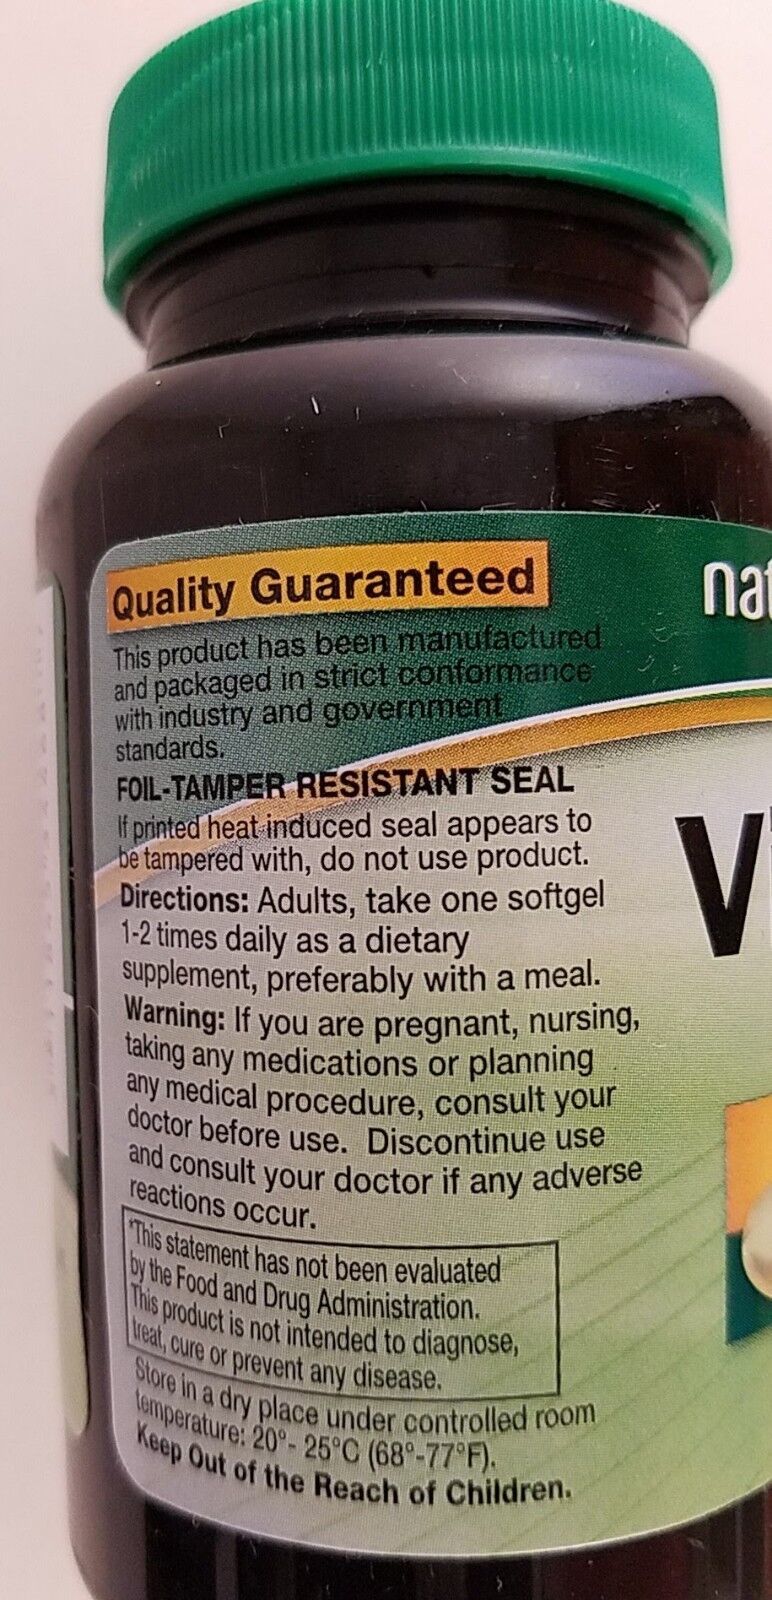 Quality Guaranteed
This product has been manufactured
and packaged in strict conformance
with industry and government
standards.
FOIL-TAMPER RESISTANT SEAL
If printed heat induced seal appears to
be tampered with, do not use product.
Directions: Adults, take one softgel
1-2 times daily as a dietary
supplement, preferably with a meal.
Warning: If you are pregnant, nursing,
taking any medications or planning
any medical procedure, consult your
doctor before use. Discontinue use
and consult your doctor if any adverse
reactions occur.
*This statement has not been evaluated
by the Food and Drug Administration.
This product is not intended to diagnose,
treat, cure or prevent any disease.
Store in a dry place under controlled room
temperature: 20°- 25°C (68°-77°F).
Keep Out of the Reach of Children.